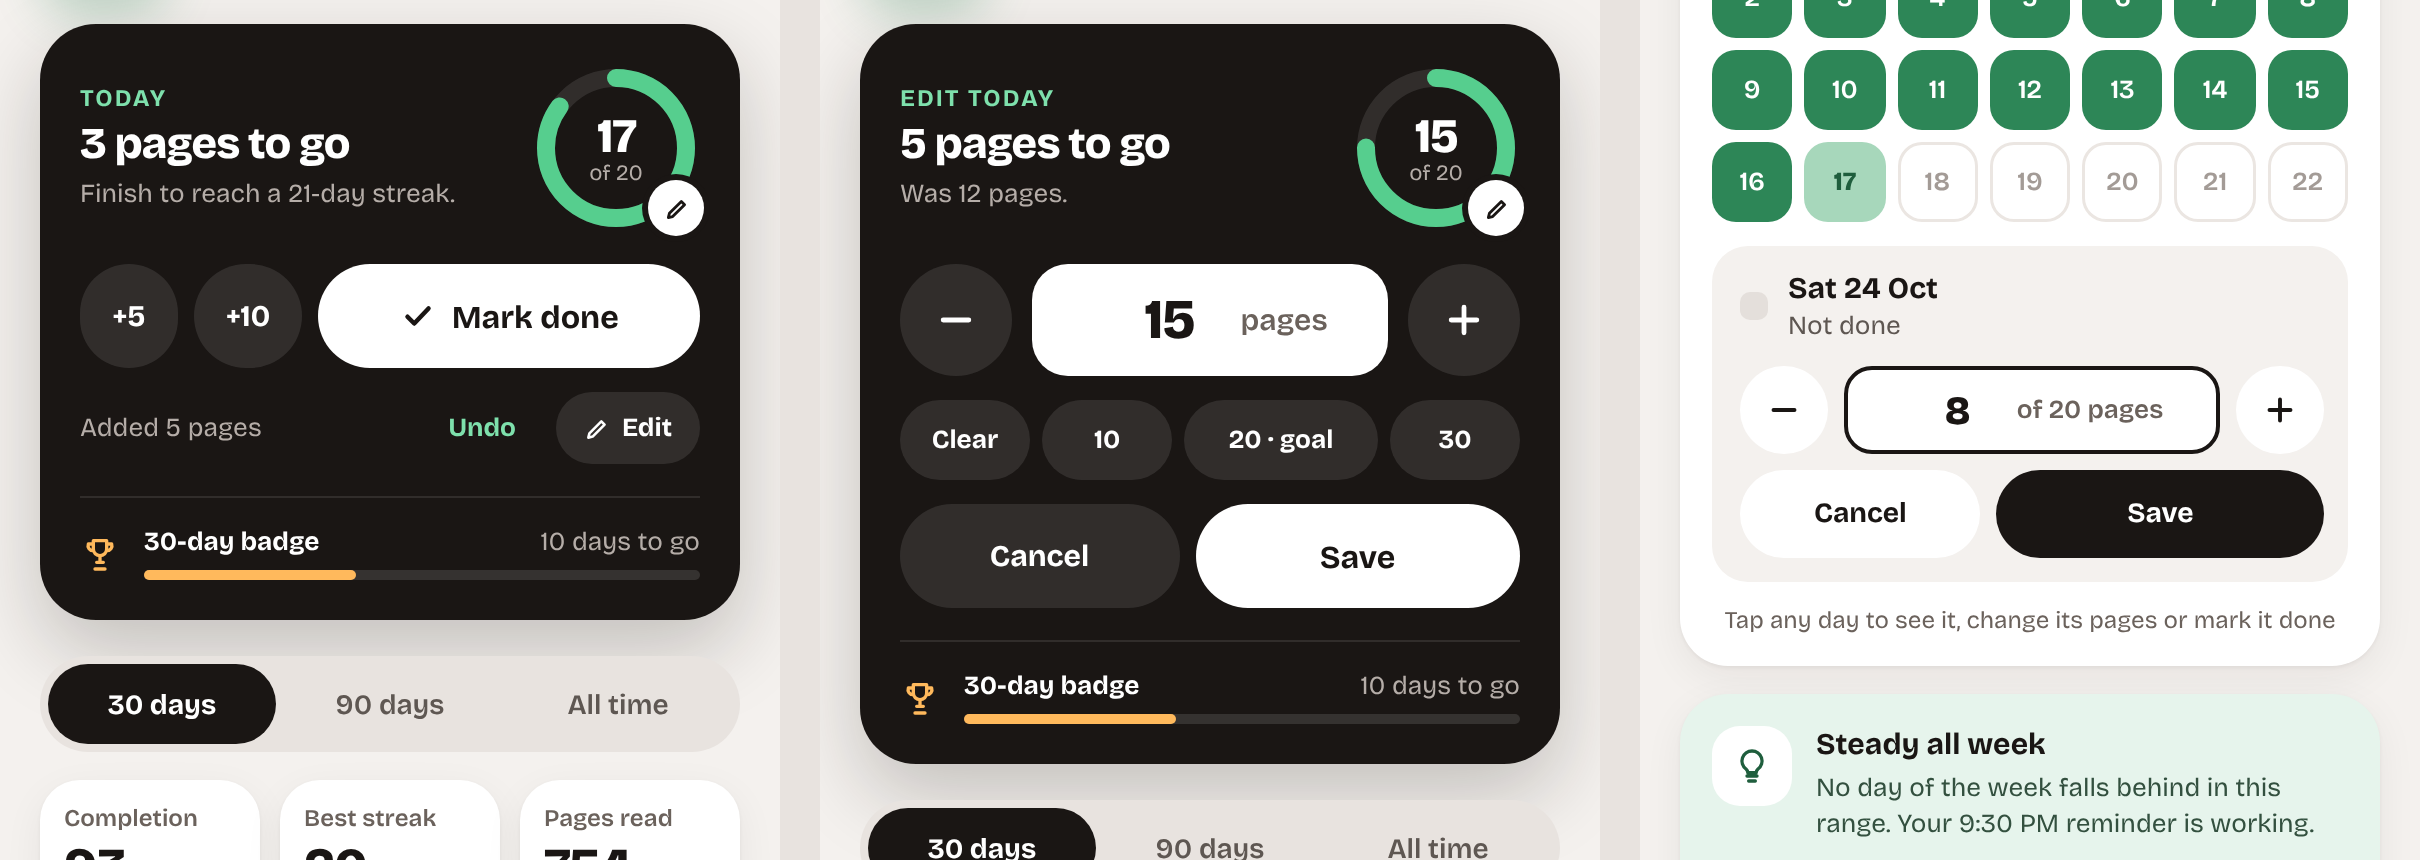 TODAY
3 pages to go
Finish to reach a 21-day streak.
17
of 20
+5
+10
Mark done
Added 5 pages
Undo
Edit
30-day badge
10 days to go
30 days
90 days
All time
Completion
Best streak
Pages read
EDIT TODAY
5 pages to go
Was 12 pages.
15
of 20
15 pages
Clear
10
20 · goal
30
Cancel
Save
30-day badge
10 days to go
30 days
90 days
All time
2 3 4 5 6 7 8
9 10 11 12 13 14 15
16 17 18 19 20 21 22
Sat 24 Oct
Not done
8 of 20 pages
Cancel
Save
Tap any day to see it, change its pages or mark it done
Steady all week
No day of the week falls behind in this
range. Your 9:30 PM reminder is working.